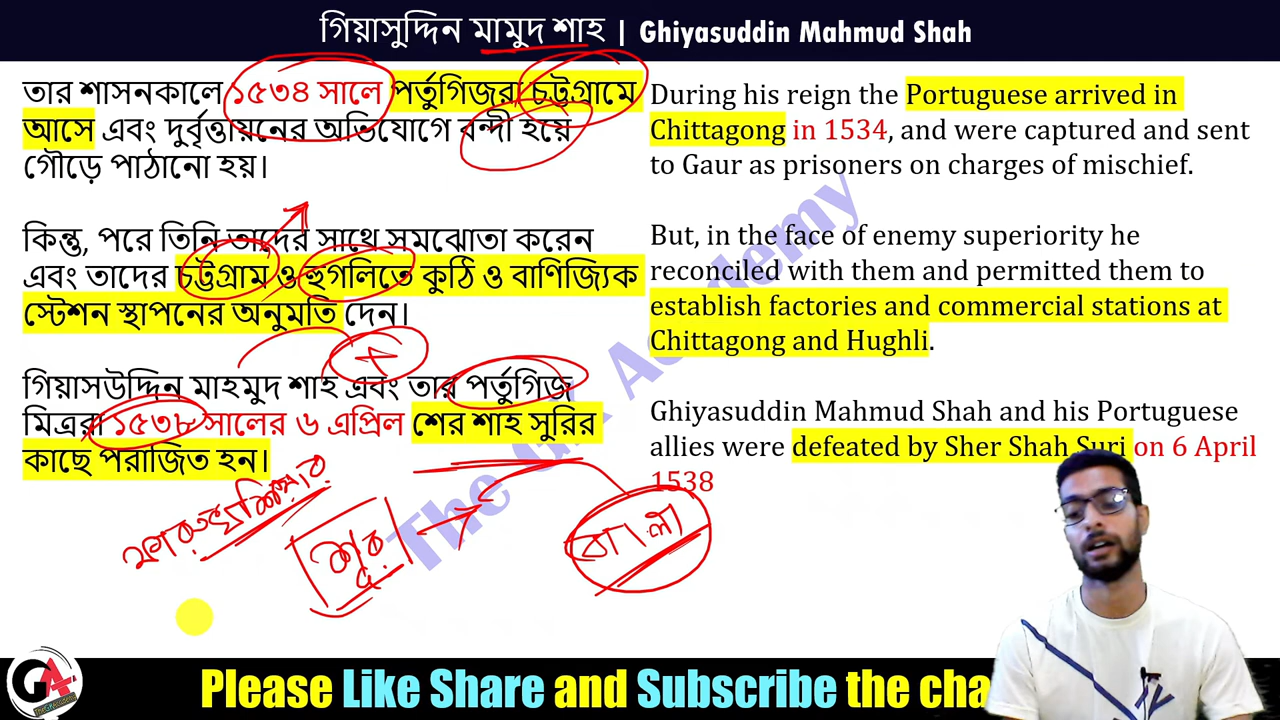 গিয়াসুদ্দিন মামুদ শাহ | Ghiyasuddin Mahmud Shah
তার শাসনকালে ১৫৩৪ সালে পর্তুগিজরা চট্টগ্রামে
আসে এবং দুর্বৃত্তায়নের অভিযোগে বন্দী হয়ে
গৌড়ে পাঠানো হয়।
কিন্তু, পরে তিনি তাদের সাথে সমঝোতা করেন
এবং তাদের চট্টগ্রাম ও হুগলিতে কুঠি ও বাণিজ্যিক
স্টেশন স্থাপনের অনুমতি দেন।
গিয়াসউদ্দিন মাহমুদ শাহ এবং তার পর্তুগিজ
মিত্ররা ১৫৩৮ সালের ৬ এপ্রিল শের শাহ সুরির
কাছে পরাজিত হন।
During his reign the Portuguese arrived in
Chittagong in 1534, and were captured and sent
to Gaur as prisoners on charges of mischief.
But, in the face of enemy superiority he
reconciled with them and permitted them to
establish factories and commercial stations at
Chittagong and Hughli.
Ghiyasuddin Mahmud Shah and his Portuguese
allies were defeated by Sher Shah Suri on 6 April
1538
The GK Academy
শূর
বাংলা
GA
Please Like Share and Subscribe the cha